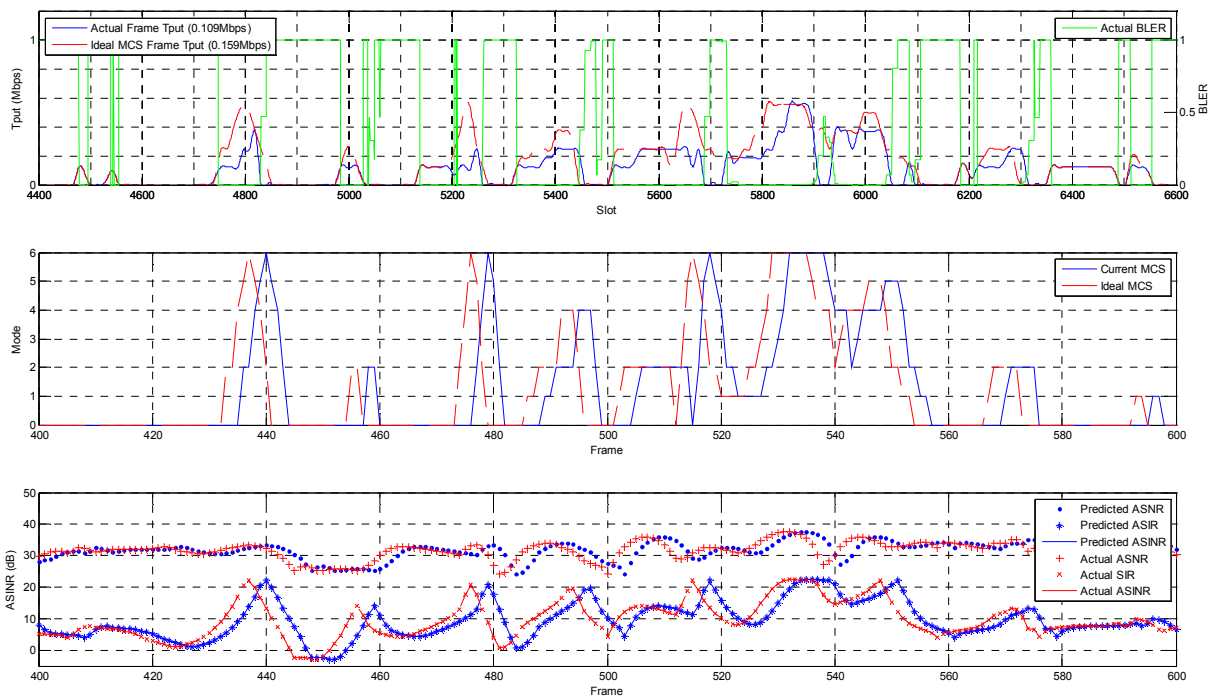 Actual Frame Tput (0.109Mbps)
Ideal MCS Frame Tput (0.159Mbps)
Actual BLER
Tput (Mbps)
1
0
BLER
1
0.5
0
4400 4600 4800 5000 5200 5400 5600 5800 6000 6200 6400 6600
Slot
Current MCS
Ideal MCS
Mode
6
5
4
3
2
1
0
400 420 440 460 480 500 520 540 560 580 600
Frame
Predicted ASNR
Predicted ASIR
Predicted ASINR
Actual ASNR
Actual SIR
Actual ASINR
ASINR (dB)
50
40
30
20
10
0
400 420 440 460 480 500 520 540 560 580 600
Frame